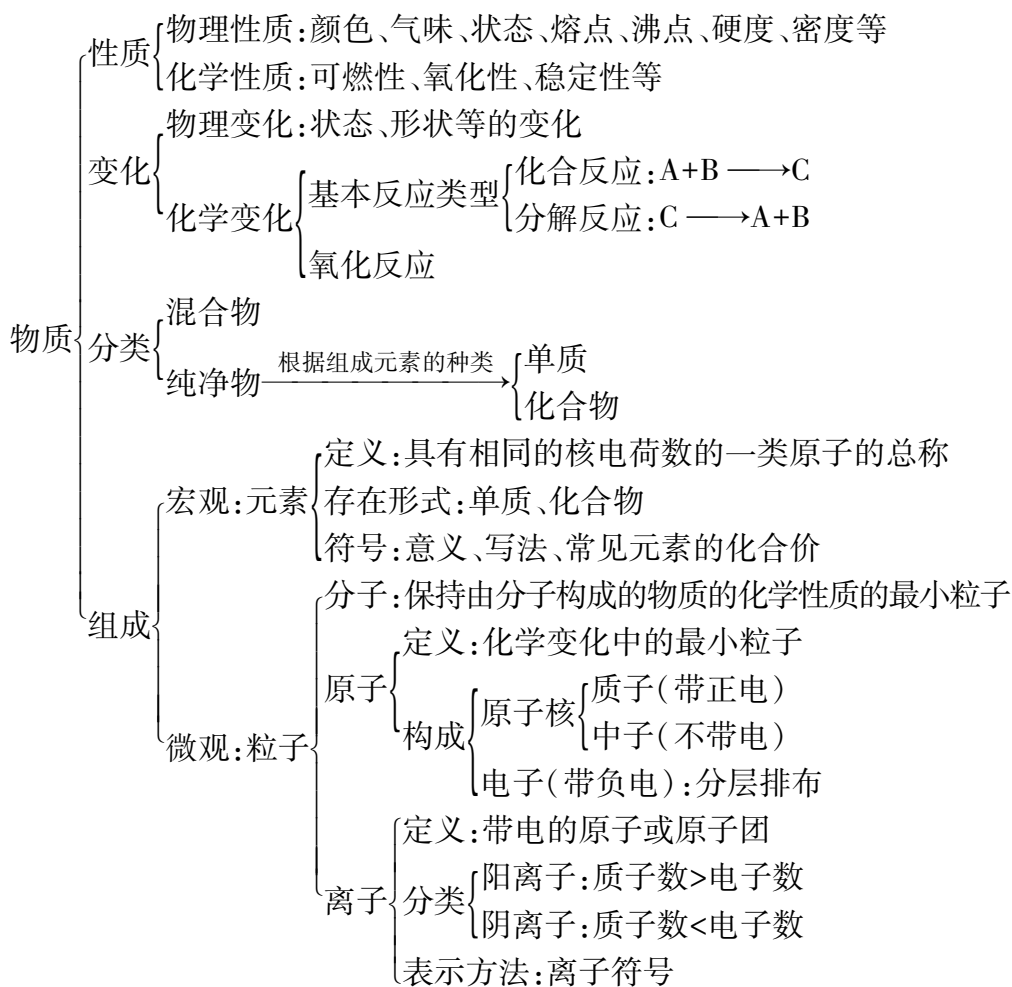 物质
性质
物理性质:颜色、气味、状态、熔点、沸点、硬度、密度等
化学性质:可燃性、氧化性、稳定性等
变化
物理变化:状态、形状等的变化
化学变化
基本反应类型
化合反应:A+B⟶C
分解反应:C⟶A+B
氧化反应
分类
混合物
纯净物
根据组成元素的种类
单质
化合物
组成
宏观:元素
定义:具有相同的核电荷数的一类原子的总称
存在形式:单质、化合物
符号:意义、写法、常见元素的化合价
微观:粒子
分子:保持由分子构成的物质的化学性质的最小粒子
原子
定义:化学变化中的最小粒子
构成
原子核
质子(带正电)
中子(不带电)
电子(带负电):分层排布
离子
定义:带电的原子或原子团
分类
阳离子:质子数>电子数
阴离子:质子数<电子数
表示方法:离子符号